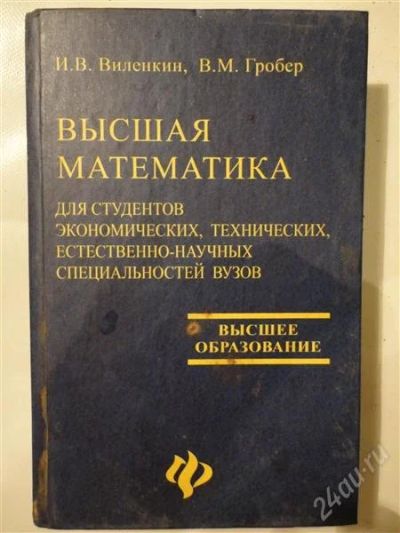 И.В. Виленкин, В.М. Гробер
ВЫСШАЯ
МАТЕМАТИКА
ДЛЯ СТУДЕНТОВ
ЭКОНОМИЧЕСКИХ, ТЕХНИЧЕСКИХ,
ЕСТЕСТВЕННО-НАУЧНЫХ
СПЕЦИАЛЬНОСТЕЙ ВУЗОВ
ВЫСШЕЕ
ОБРАЗОВАНИЕ
24au.ru